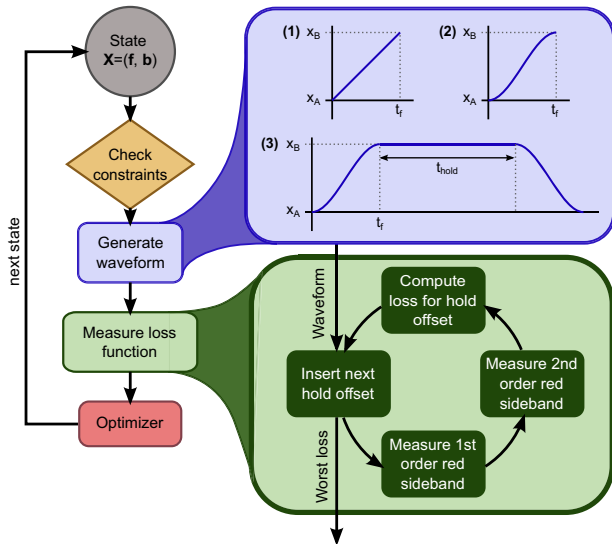 State
X=(f, b)
Check
constraints
Generate
waveform
Measure loss
function
Optimizer
next state
(1)
x_B
x_A
t_f
(2)
x_B
x_A
t_f
(3)
x_B
t_hold
x_A
t_f
Waveform
Compute
loss for hold
offset
Insert next
hold offset
Measure 2nd
order red
sideband
Measure 1st
order red
sideband
Worst loss